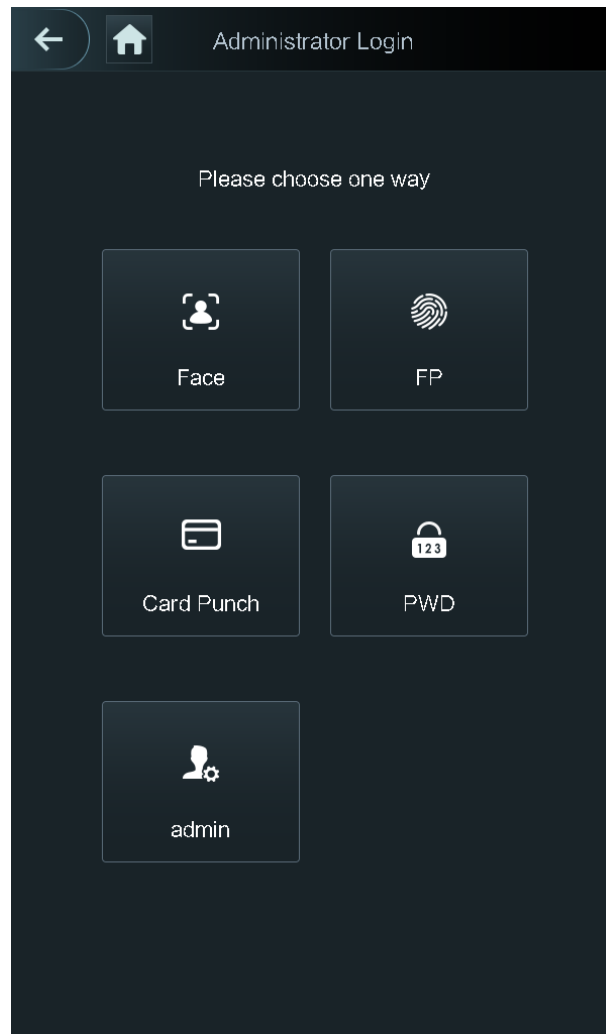 Administrator Login
Please choose one way
Face
FP
Card Punch
123
PWD
admin